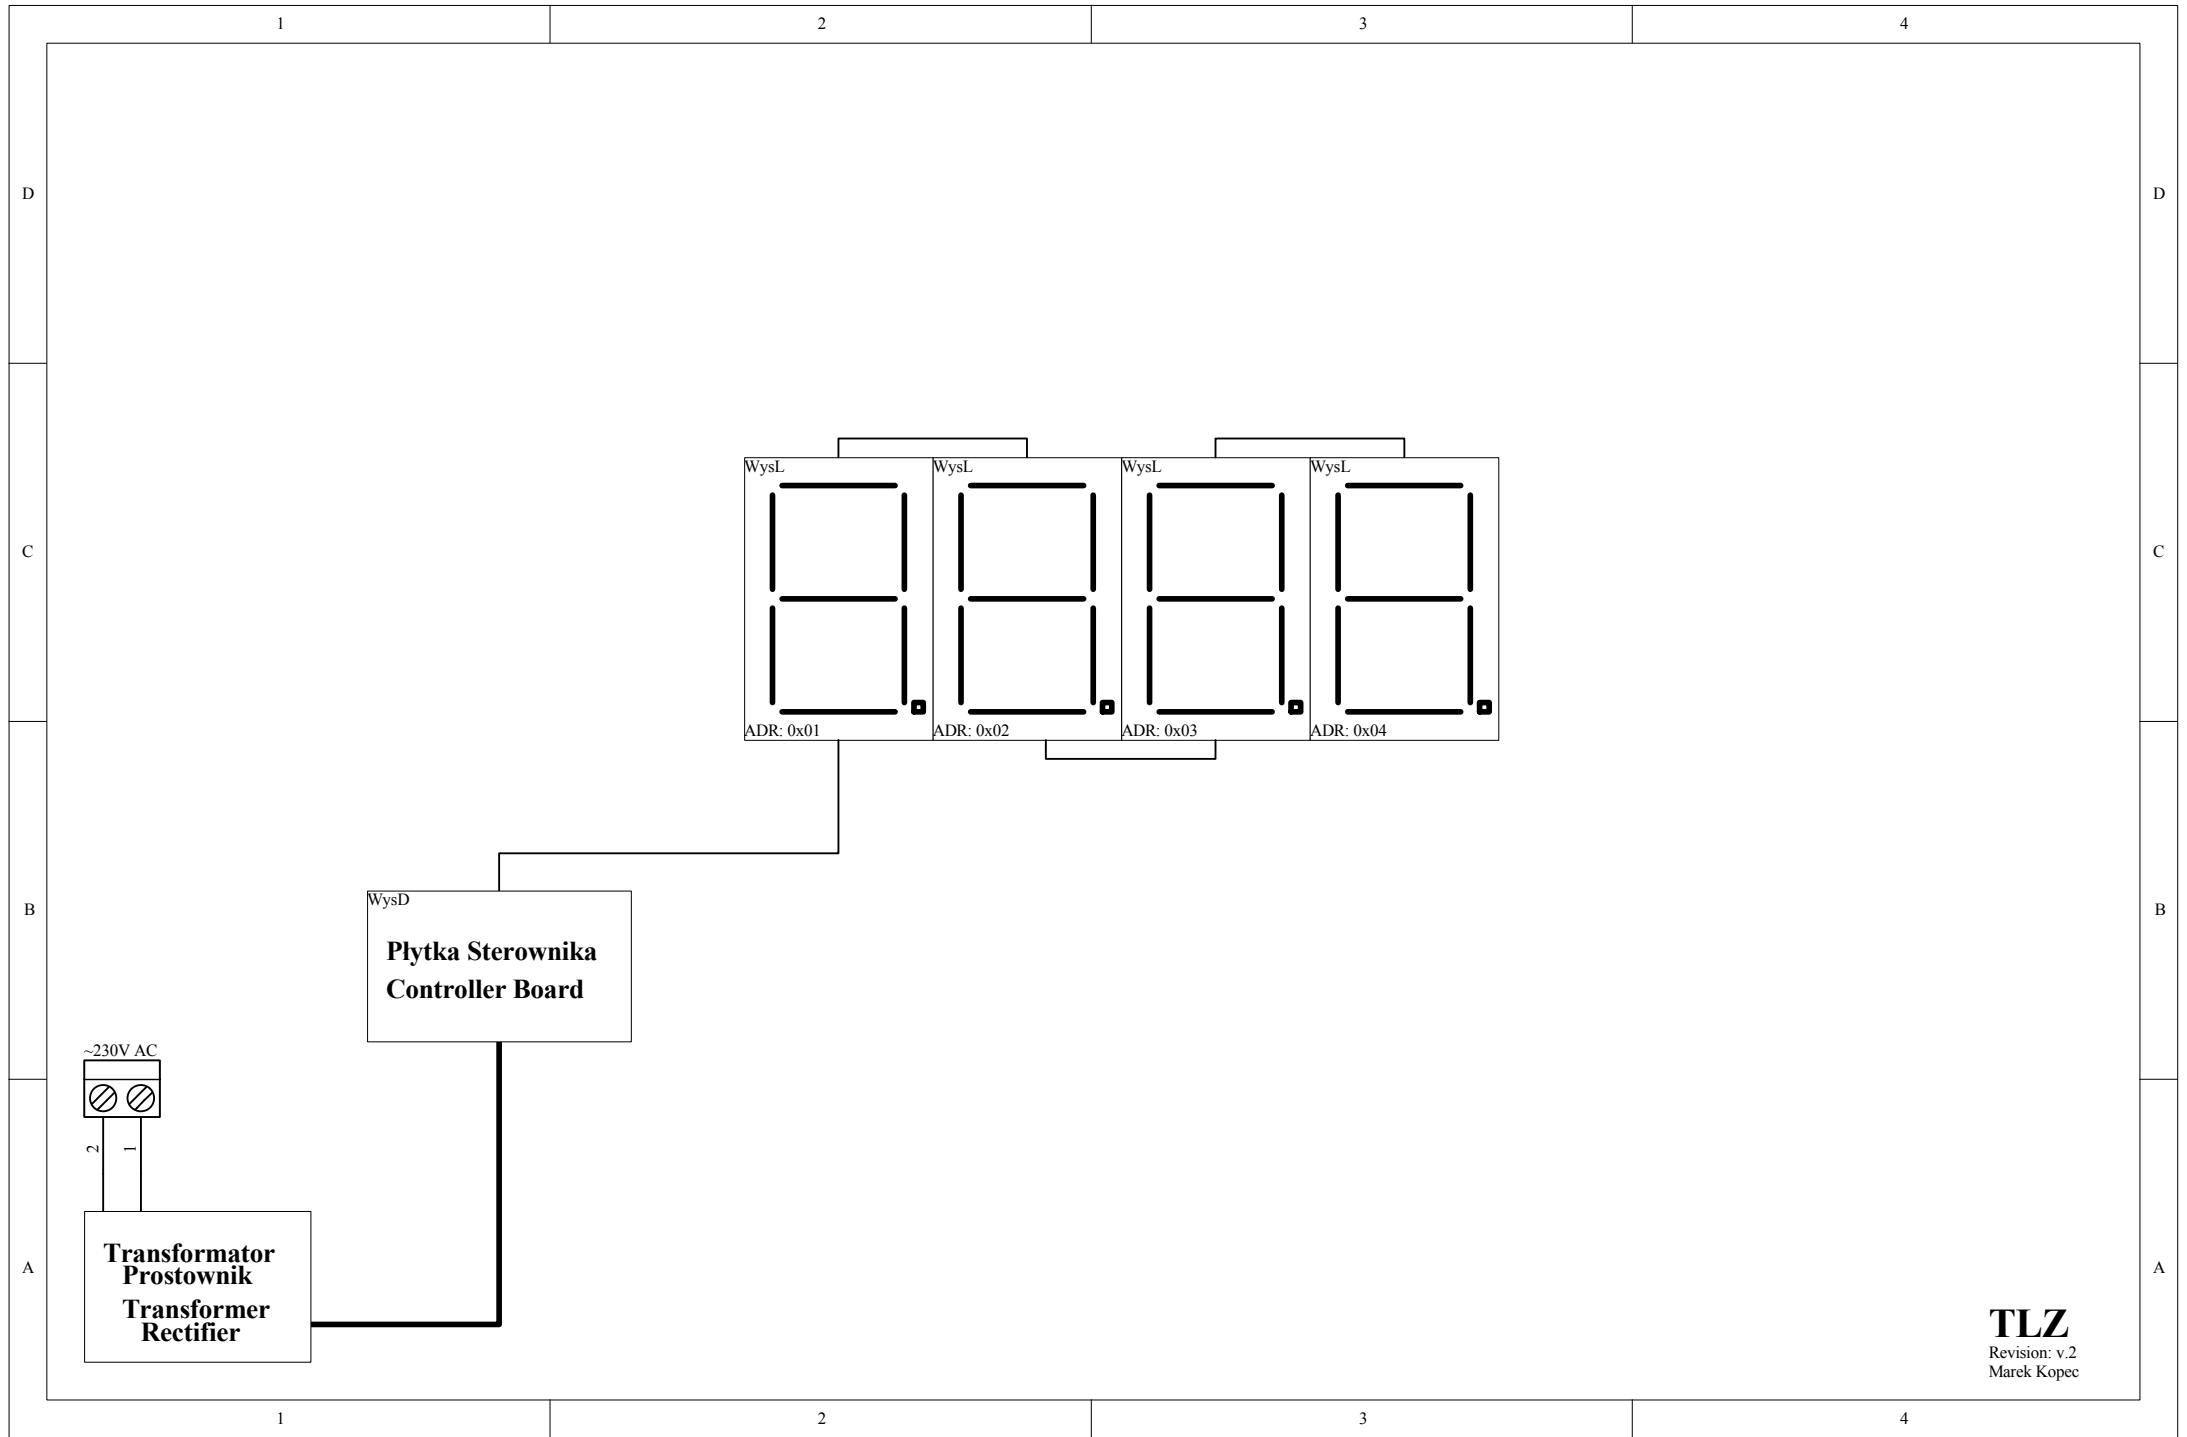 1 2 3 4
D D
WysL WysL WysL WysL
C C
ADR: 0x01 ADR: 0x02 ADR: 0x03 ADR: 0x04
WysD
B B
Płytka Sterownika
Controller Board
~230V AC
2 1
Transformator
Prostownik
Transformer
Rectifier
A A
TLZ
Revision: v.2
Marek Kopec
1 2 3 4